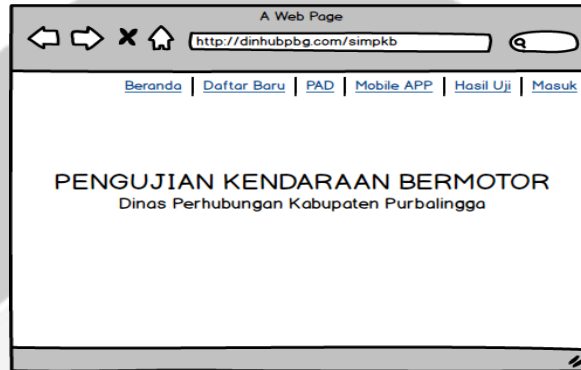 A Web Page
http://dinhubpbg.com/simpkb
Beranda | Daftar Baru | PAD | Mobile APP | Hasil Uji | Masuk
PENGUJIAN KENDARAAN BERMOTOR
Dinas Perhubungan Kabupaten Purbalingga